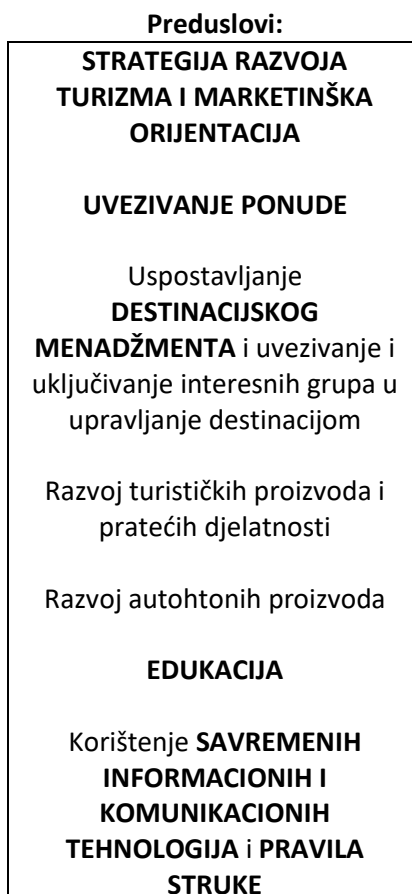 Preduslovi:
STRATEGIJA RAZVOJA
TURIZMA I MARKETINŠKA
ORIJENTACIJA
UVEZIVANJE PONUDE
Uspostavljanje
DESTINACIJSKOG
MENADŽMENTA i uvezivanje i
uključivanje interesnih grupa u
upravljanje destinacijom
Razvoj turističkih proizvoda i
pratećih djelatnosti
Razvoj autohtonih proizvoda
EDUKACIJA
Korištenje SAVREMENIH
INFORMACIONIH I
KOMUNIKACIONIH
TEHNOLOGIJA i PRAVILA
STRUKE